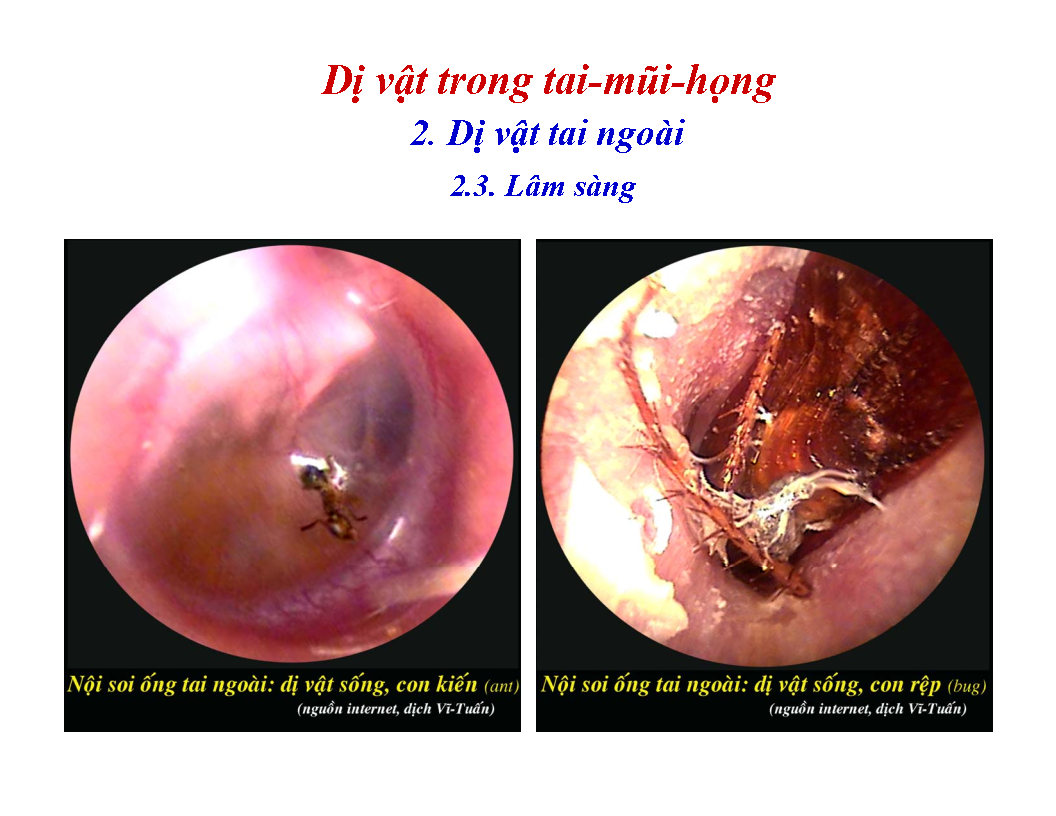 Dị vật trong tai-mũi-họng
2. Dị vật tai ngoài
2.3. Lâm sàng
Nội soi ống tai ngoài: dị vật sống, con kiến (ant)
(nguồn internet, dịch Vĩ-Tuấn)
Nội soi ống tai ngoài: dị vật sống, con rệp (bug)
(nguồn internet, dịch Vĩ-Tuấn)